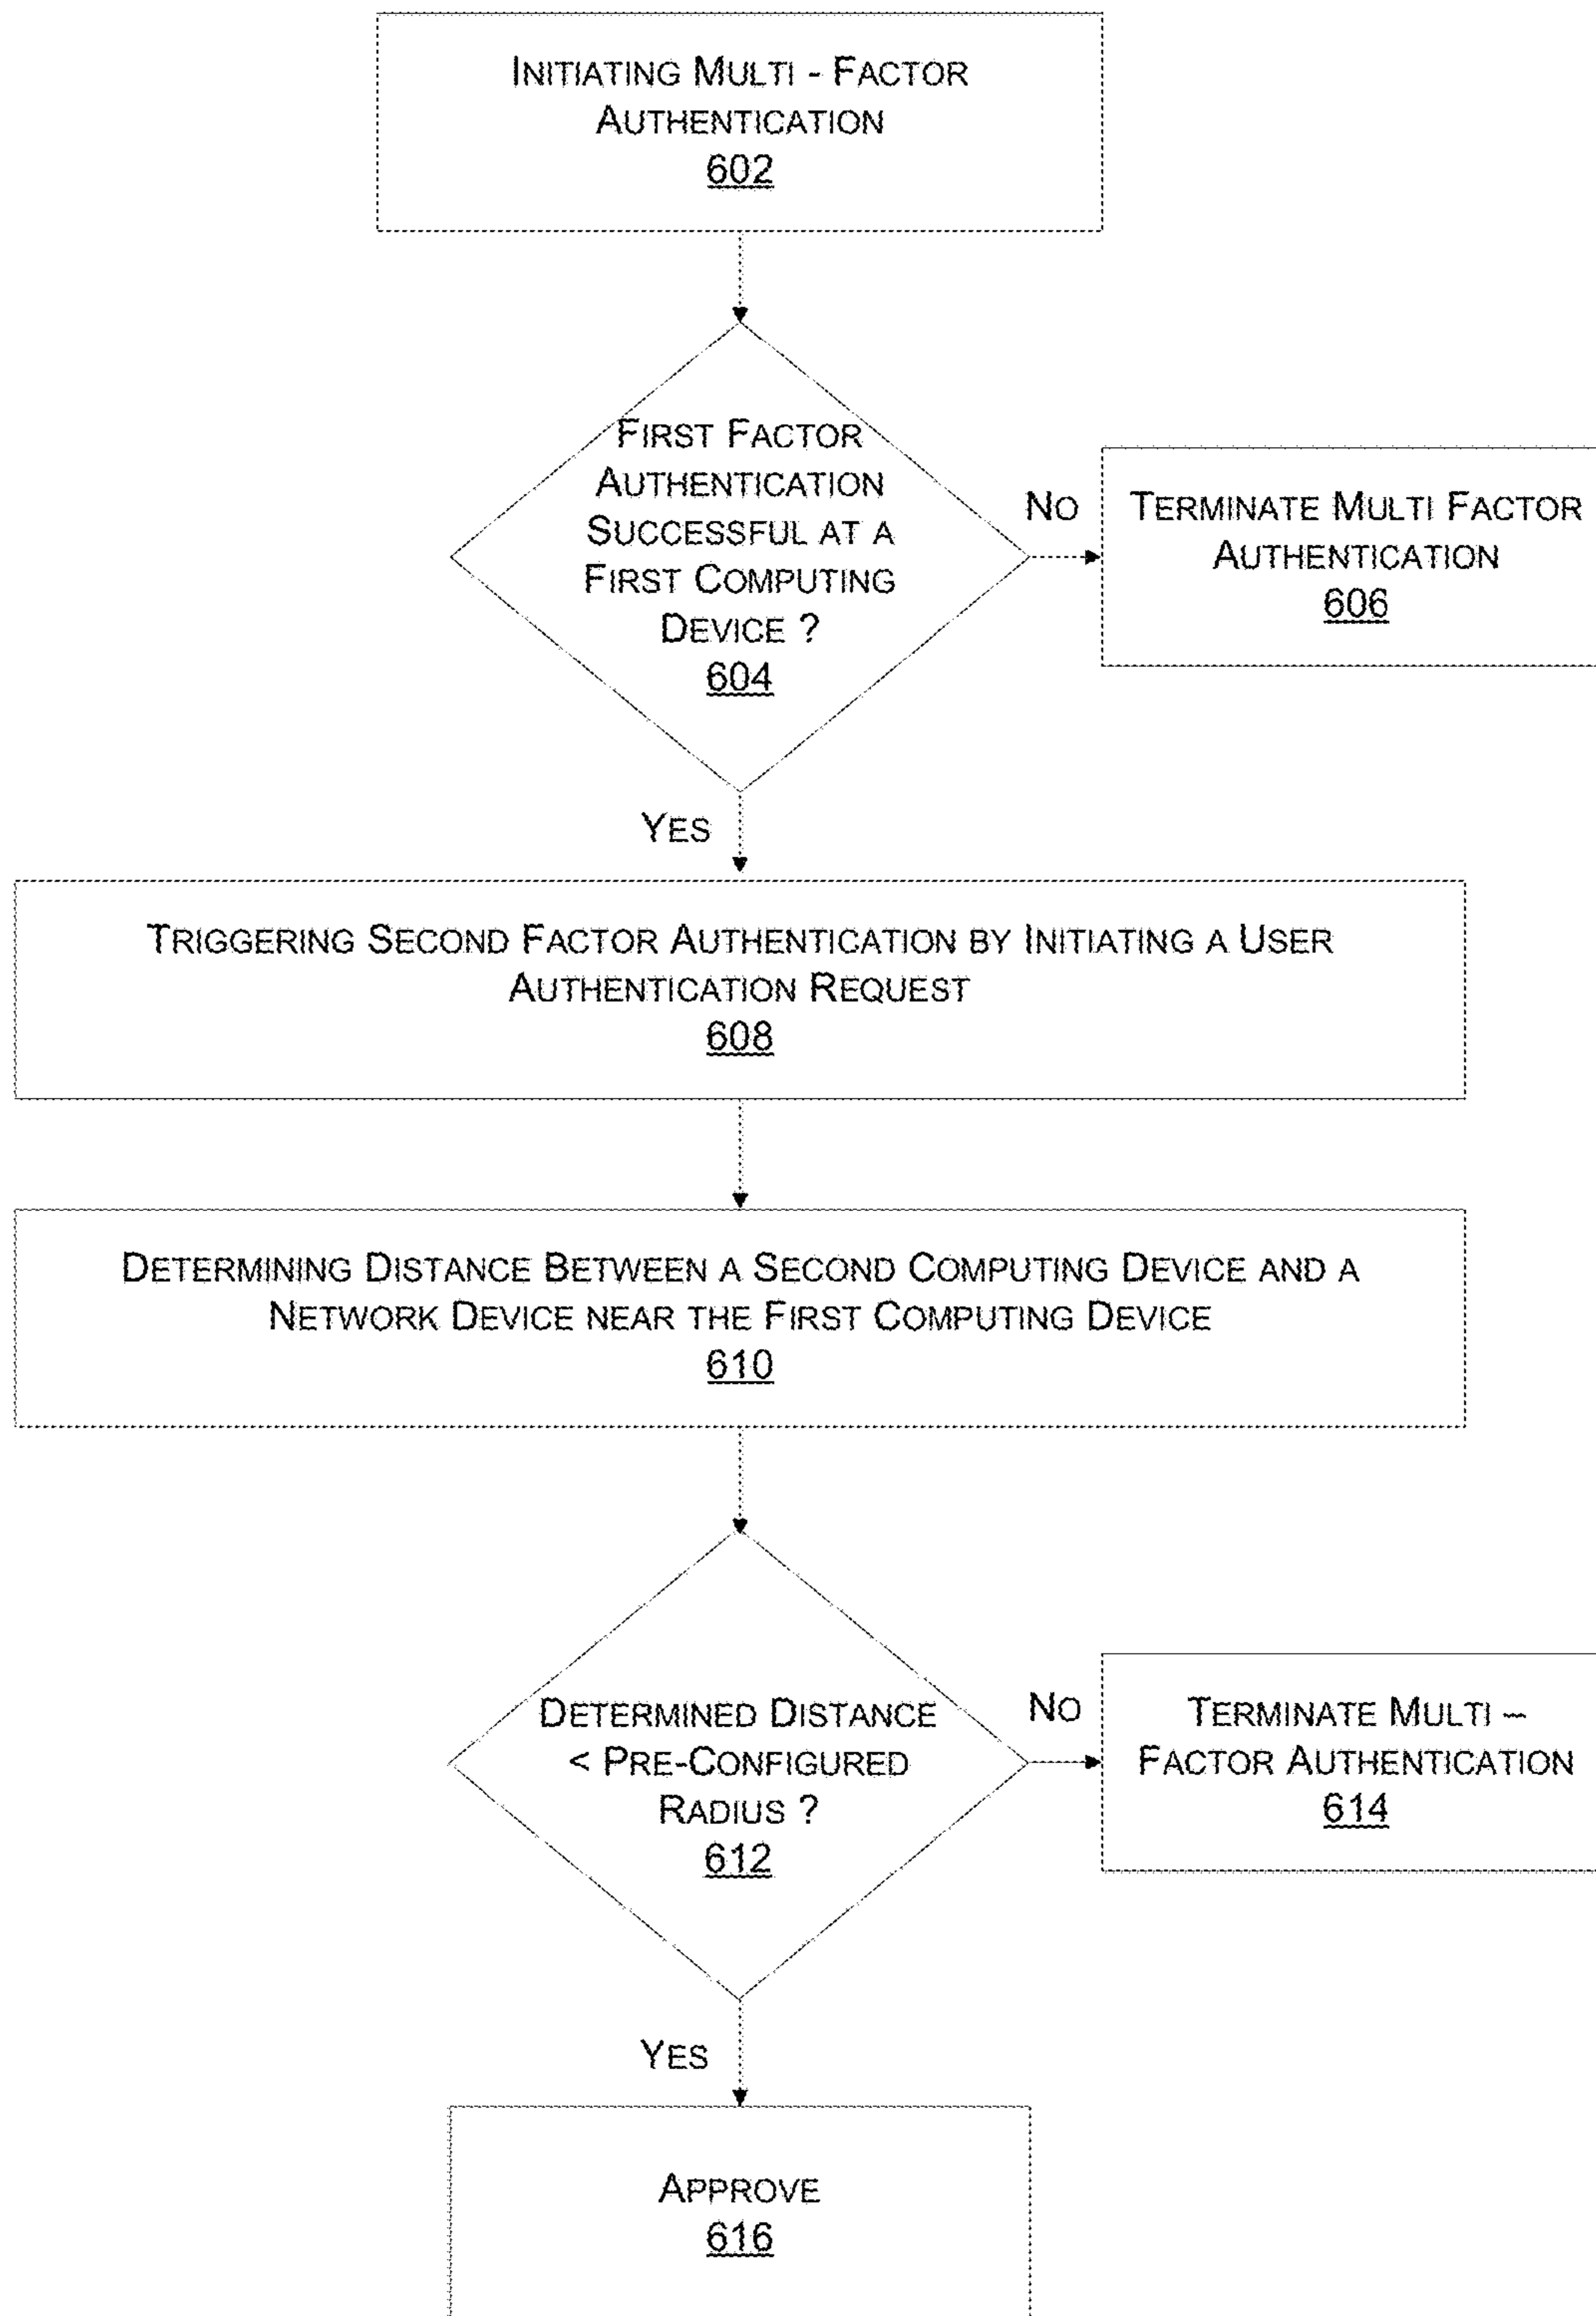 INITIATING MULTI - FACTOR
AUTHENTICATION
602
FIRST FACTOR
AUTHENTICATION
SUCCESSFUL AT A
FIRST COMPUTING
DEVICE ?
604
NO
TERMINATE MULTI FACTOR
AUTHENTICATION
606
YES
TRIGGERING SECOND FACTOR AUTHENTICATION BY INITIATING A USER
AUTHENTICATION REQUEST
608
DETERMINING DISTANCE BETWEEN A SECOND COMPUTING DEVICE AND A
NETWORK DEVICE NEAR THE FIRST COMPUTING DEVICE
610
DETERMINED DISTANCE
< PRE-CONFIGURED
RADIUS ?
612
NO
TERMINATE MULTI –
FACTOR AUTHENTICATION
614
YES
APPROVE
616